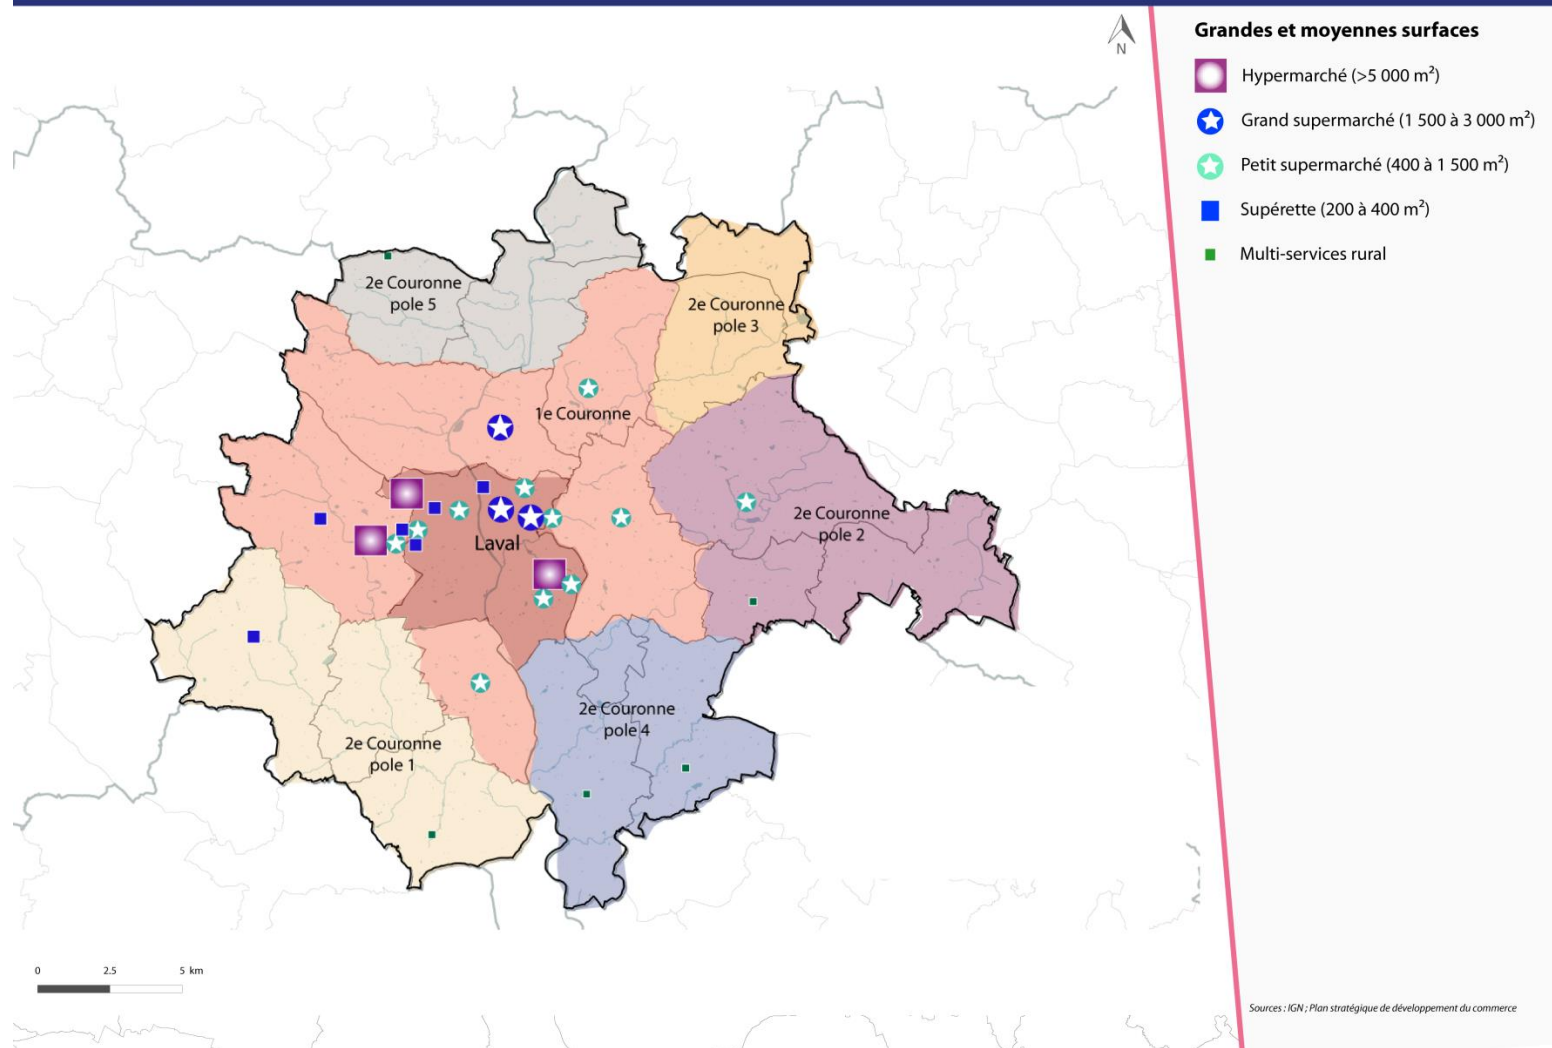 N
Grandes et moyennes surfaces
Hypermarché (>5 000 m²)
Grand supermarché (1 500 à 3 000 m²)
Petit supermarché (400 à 1 500 m²)
Supérette (200 à 400 m²)
Multi-services rural
2e Couronne
pole 5
2e Couronne
pole 3
1e Couronne
2e Couronne
pole 2
Laval
2e Couronne
pole 4
2e Couronne
pole 1
0 2.5 5 km
Sources : IGN ; Plan stratégique de développement du commerce